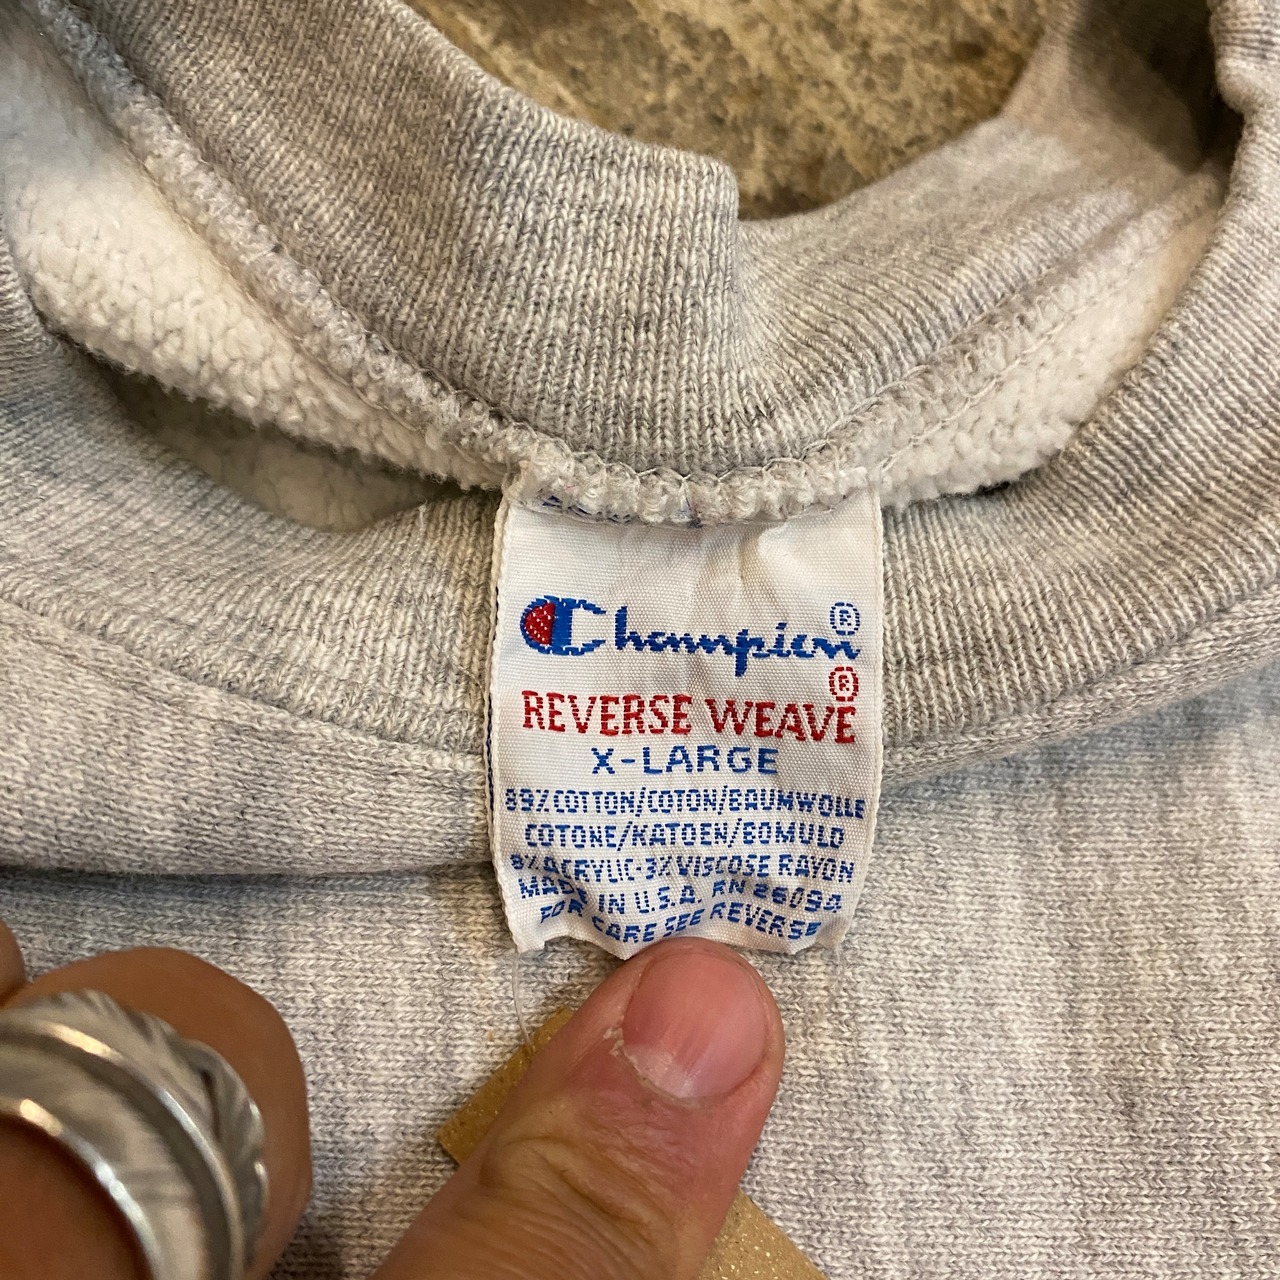 Champion®
®
REVERSE WEAVE
X-LARGE
89% COTTON/COTON/BAUMWOLLE
COTONE/KATOEN/BOMULD
8% ACRYLIC-3% VISCOSE RAYON
MADE IN U.S.A. RN 26094
FOR CARE SEE REVERSE